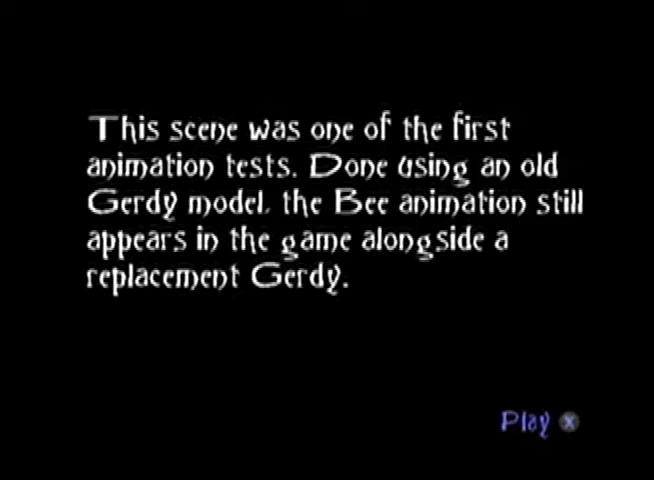 This scene was one of the first
animation tests. Done using an old
Gerdy model, the Bee animation still
appears in the game alongside a
replacement Gerdy.
Play X